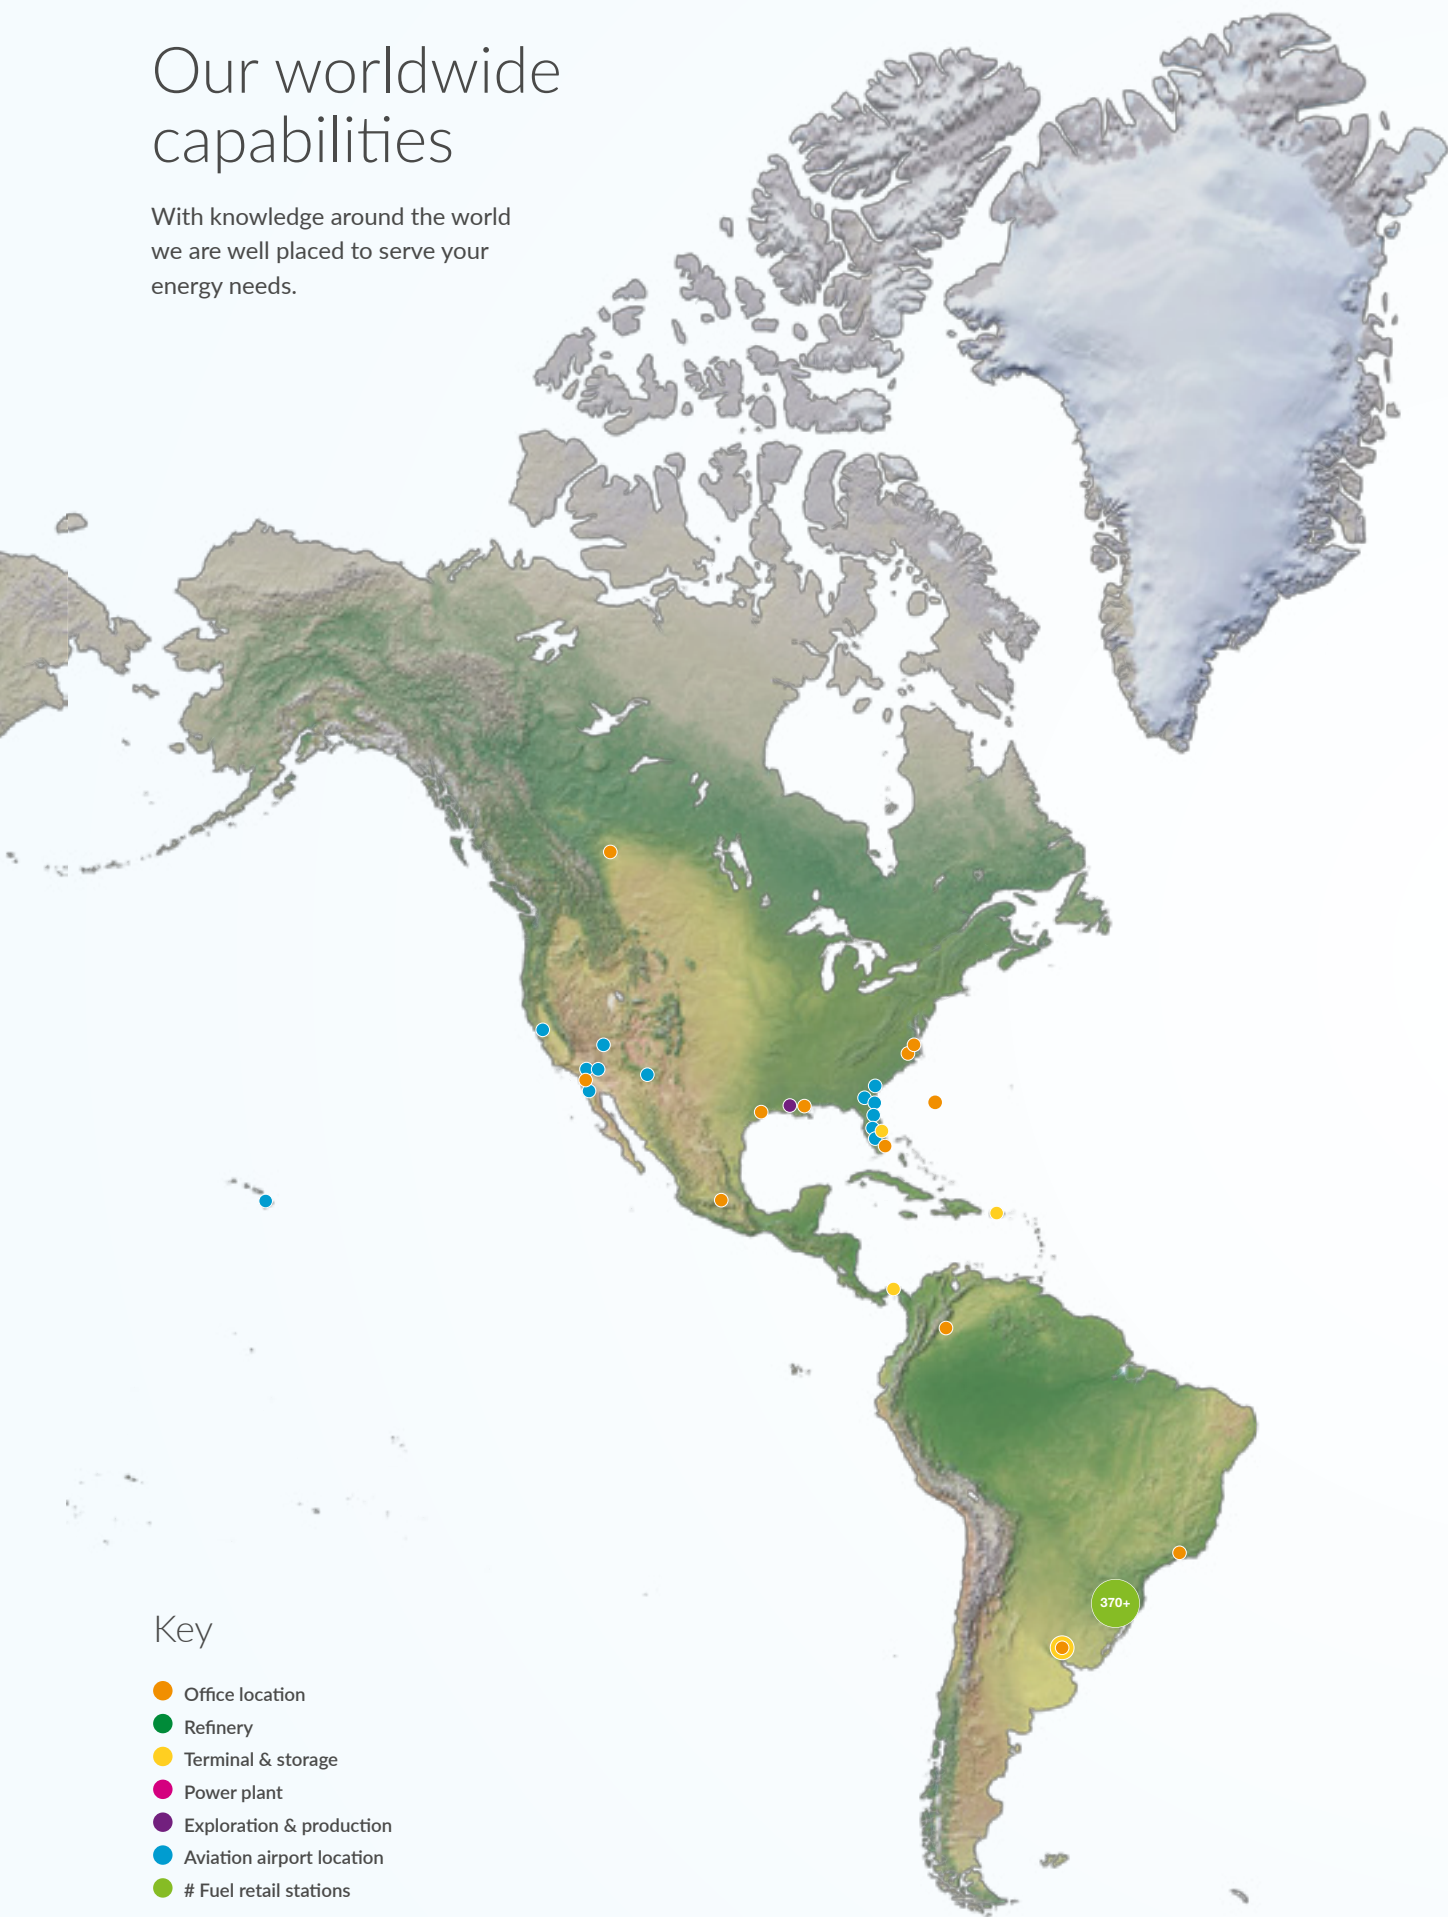 Our worldwide
capabilities
With knowledge around the world
we are well placed to serve your
energy needs.
370+
Key
Office location
Refinery
Terminal & storage
Power plant
Exploration & production
Aviation airport location
# Fuel retail stations